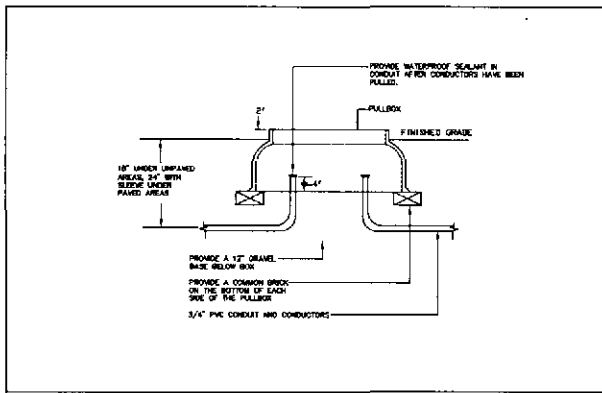 PROVIDE WATERPROOF SEALANT IN
CONDUIT AFTER CONDUCTORS HAVE BEEN
PULLED.
2"
PULLBOX
FINISHED GRADE
18" UNDER UNPAVED
AREAS, 24" WITH
SLEEVE UNDER
PAVED AREAS
4"
PROVIDE A 12" GRAVEL
BASE BELOW BOX
PROVIDE A COMMON BRICK
ON THE BOTTOM OF EACH
SIDE OF THE PULLBOX
3/4" PVC CONDUIT AND CONDUCTORS